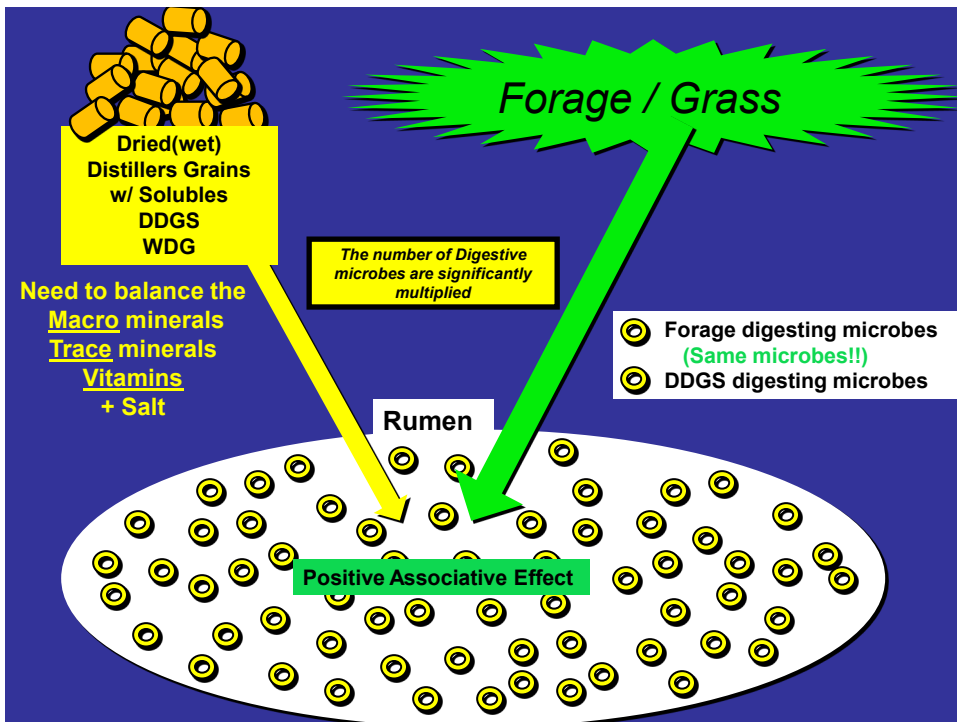 Forage / Grass
Dried(wet)
Distillers Grains
w/ Solubles
DDGS
WDG
The number of Digestive
microbes are significantly
multiplied
Need to balance the
Macro minerals
Trace minerals
Vitamins
+ Salt
Forage digesting microbes
(Same microbes!!)
DDGS digesting microbes
Rumen
Positive Associative Effect